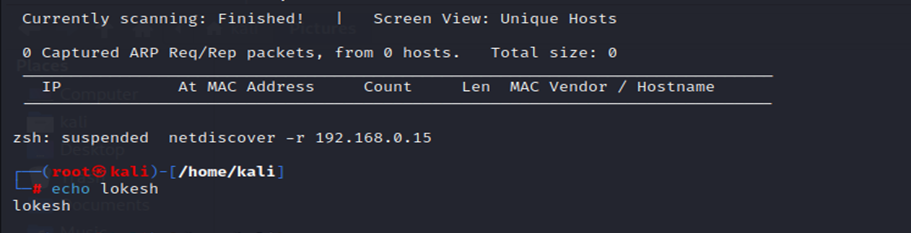 Currently scanning: Finished!   |   Screen View: Unique Hosts
0 Captured ARP Req/Rep packets, from 0 hosts.   Total size: 0
IP            At MAC Address     Count     Len  MAC Vendor / Hostname
zsh: suspended  netdiscover -r 192.168.0.15
┌──(root㉿kali)-[/home/kali]
└─# echo lokesh
lokesh